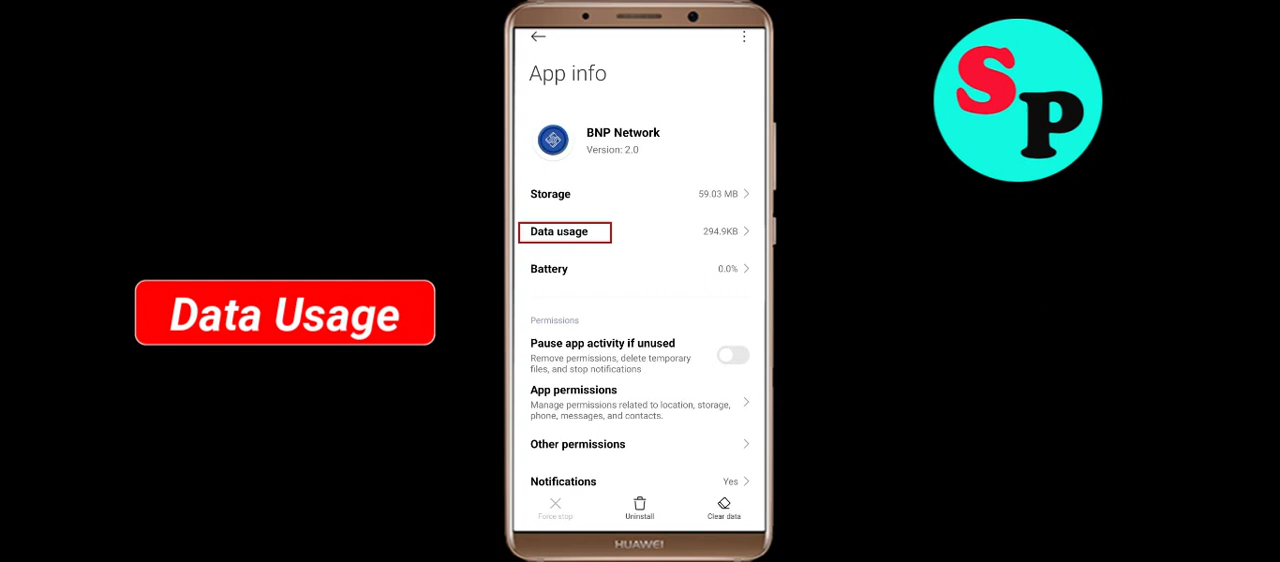 App info
BNP Network
Version: 2.0
Storage 59.03 MB
Data usage 294.9KB
Battery 0.0%
Permissions
Pause app activity if unused
Remove permissions, delete temporary
files, and stop notifications
App permissions
Manage permissions related to location, storage,
phone, messages, and contacts.
Other permissions
Notifications Yes
Force stop Uninstall Clear data
HUAWEI
Data Usage
SP